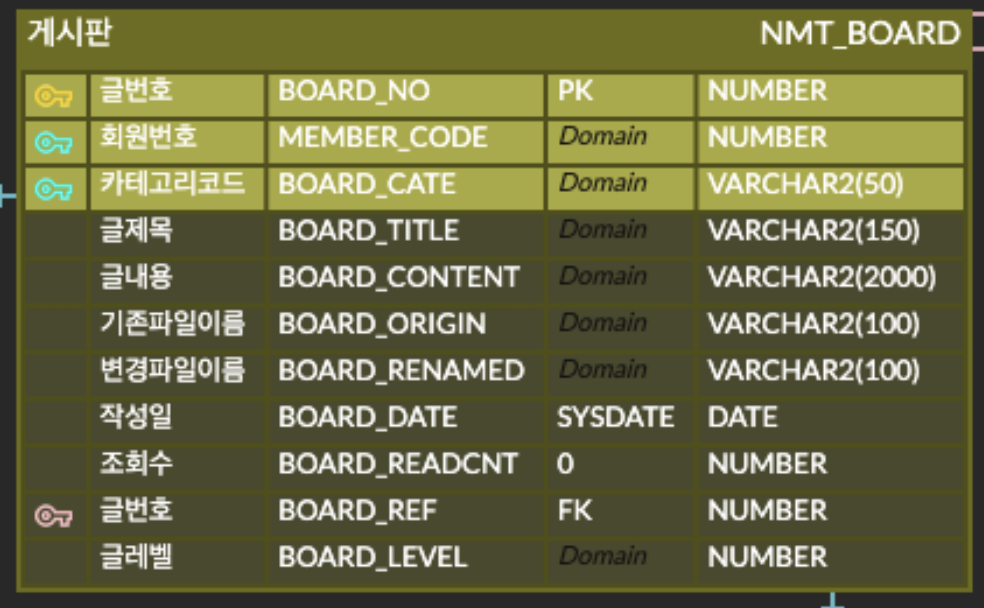 게시판 NMT_BOARD
글번호 BOARD_NO PK NUMBER
회원번호 MEMBER_CODE Domain NUMBER
카테고리코드 BOARD_CATE Domain VARCHAR2(50)
글제목 BOARD_TITLE Domain VARCHAR2(150)
글내용 BOARD_CONTENT Domain VARCHAR2(2000)
기존파일이름 BOARD_ORIGIN Domain VARCHAR2(100)
변경파일이름 BOARD_RENAMED Domain VARCHAR2(100)
작성일 BOARD_DATE SYSDATE DATE
조회수 BOARD_READCNT 0 NUMBER
글번호 BOARD_REF FK NUMBER
글레벨 BOARD_LEVEL Domain NUMBER